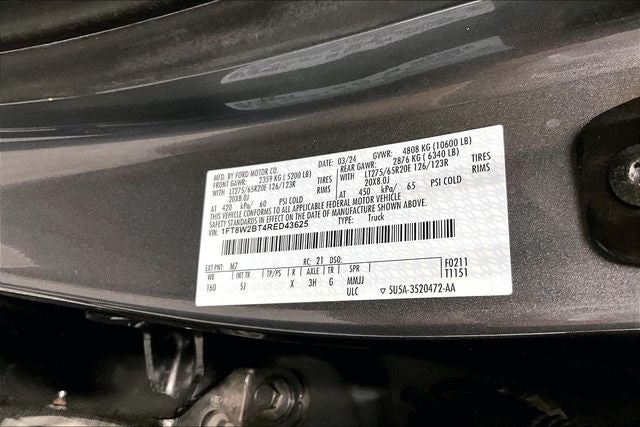 MFD. BY FORD MOTOR CO. DATE: 03/24 GVWR: 4808 KG (10600 LB)
FRONT GAWR: 2359 KG (5200 LB) REAR GAWR: 2876 KG (6340 LB)
WITH LT275/65R20E 126/123R TIRES WITH LT275/65R20E 126/123R TIRES
20X8.0J RIMS 20X8.0J RIMS
AT 420 kPa/ 60 PSI COLD AT 450 kPa/ 65 PSI COLD
THIS VEHICLE CONFORMS TO ALL APPLICABLE FEDERAL MOTOR VEHICLE
SAFETY STANDARDS IN EFFECT ON THE DATE OF MANUFACTURE SHOWN ABOVE.
1FT8W2BT4RED43625 TYPE: Truck
EXT PNT: M7 RC: 21 DSO: F0211
WB INT TR TP/PS R AXLE TR SPR T1151
160 5J X 3H G MMJJ
ULC ▽ 5U5A-3520472-AA